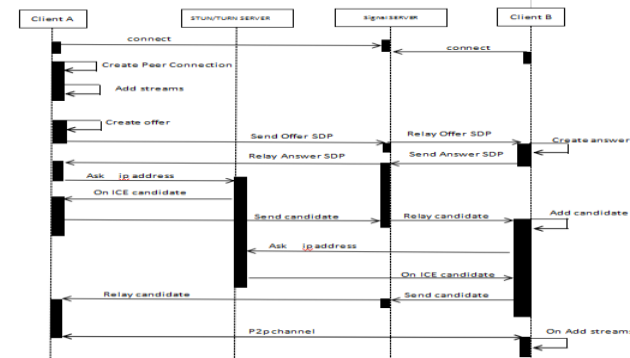 Client A
STUN/TURN SERVER
Signal SERVER
Client B
connect
connect
Create Peer Connection
Add streams
Create offer
Send Offer SDP
Relay Offer SDP
Create answer
Relay Answer SDP
Send Answer SDP
Ask ip address
On ICE candidate
Send candidate
Relay candidate
Add candidate
Ask ip address
On ICE candidate
Relay candidate
Send candidate
P2p channel
On Add stream